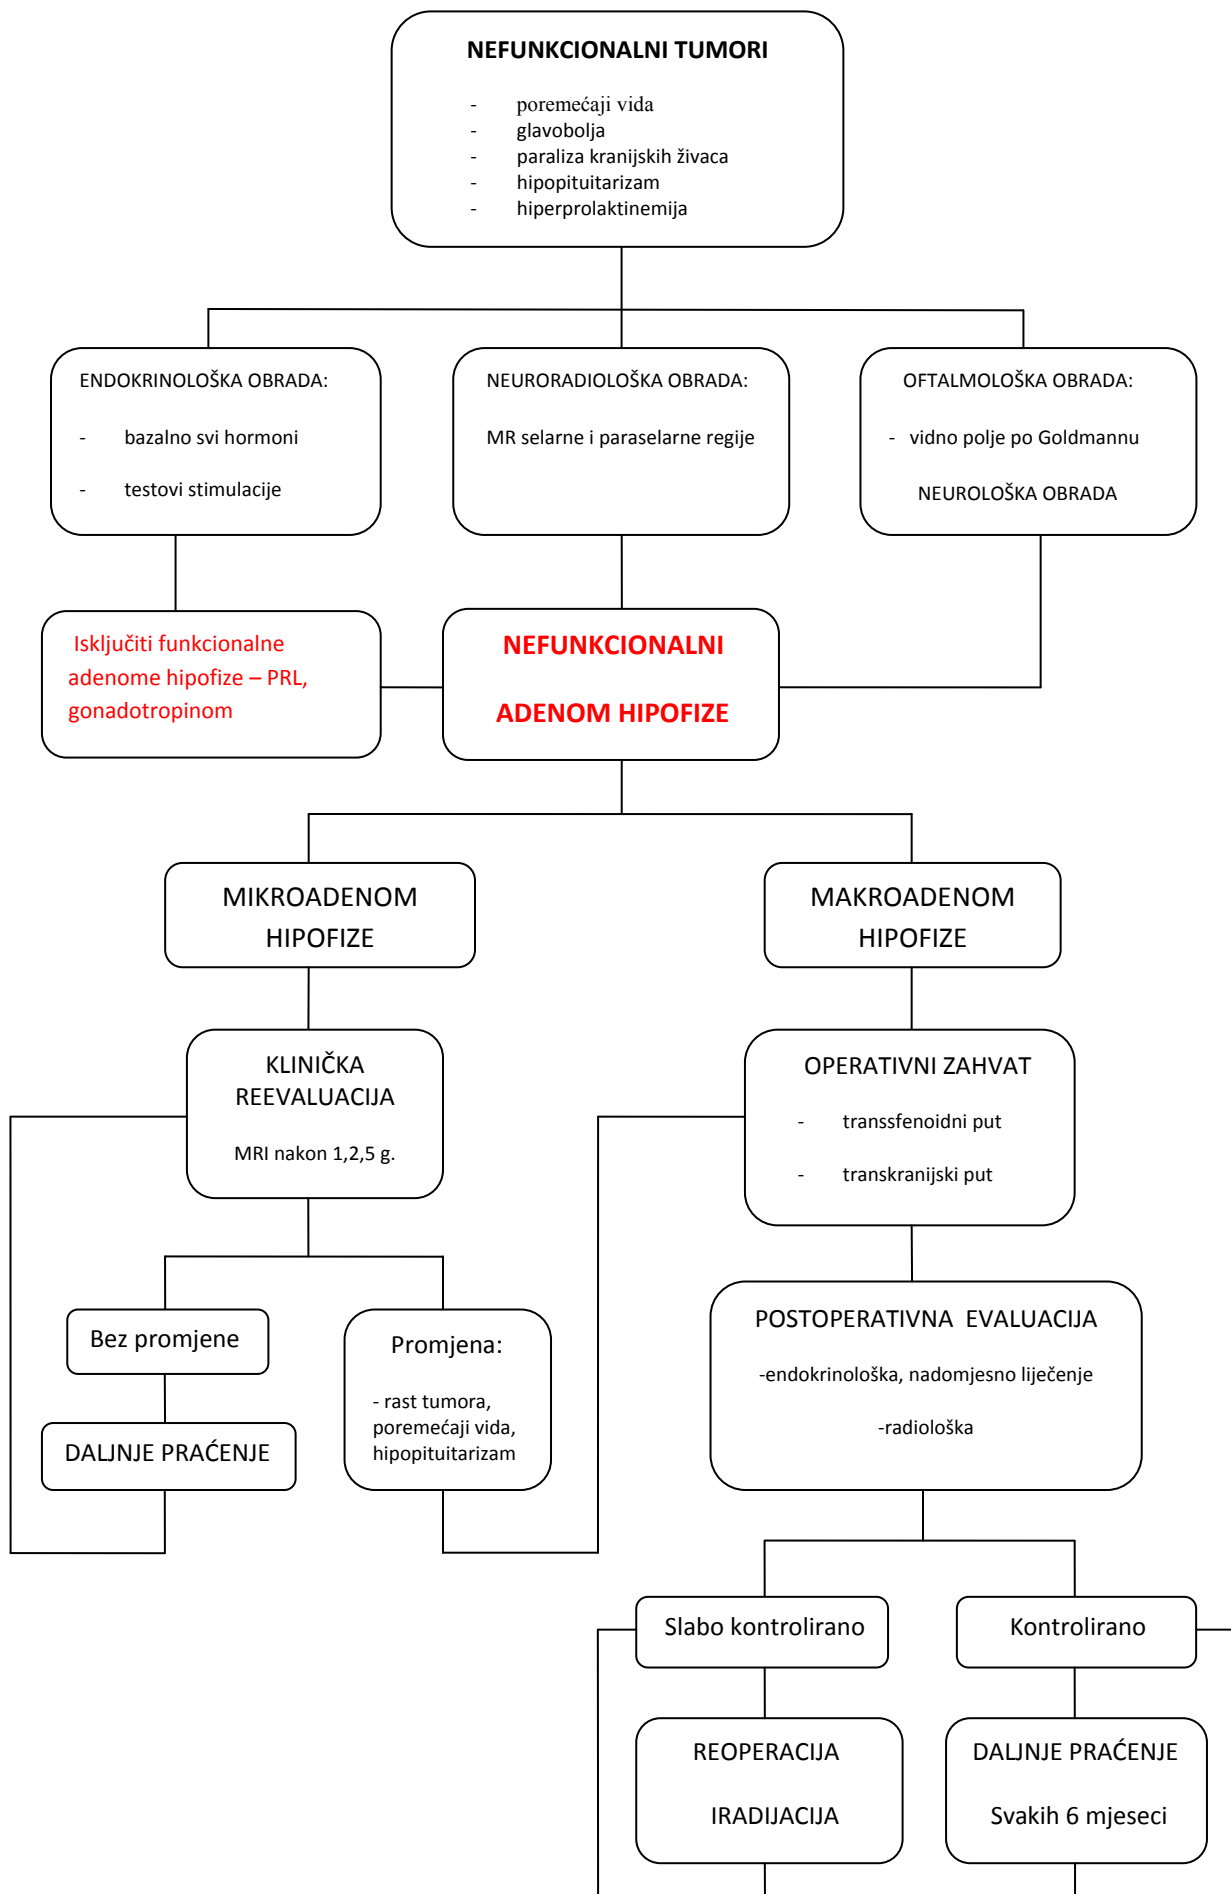 NEFUNKCIONALNI TUMORI
- poremećaji vida
- glavobolja
- paraliza kranijskih živaca
- hipopituitarizam
- hiperprolaktinemija
ENDOKRINOLOŠKA OBRADA:
- bazalno svi hormoni
- testovi stimulacije
NEURORADIOLOŠKA OBRADA:
MR selarne i paraselarne regije
OFTALMOLOŠKA OBRADA:
- vidno polje po Goldmannu
NEUROLOŠKA OBRADA
Isključiti funkcionalne
adenome hipofize – PRL,
gonadotropinom
NEFUNKCIONALNI
ADENOM HIPOFIZE
MIKROADENOM
HIPOFIZE
MAKROADENOM
HIPOFIZE
KLINIČKA
REEVALUACIJA
MRI nakon 1,2,5 g.
OPERATIVNI ZAHVAT
- transsfenoidni put
- transkranijski put
Bez promjene
DALJNJE PRAĆENJE
Promjena:
- rast tumora,
poremećaji vida,
hipopituitarizam
POSTOPERATIVNA EVALUACIJA
-endokrinološka, nadomjesno liječenje
-radiološka
Slabo kontrolirano
Kontrolirano
REOPERACIJA
IRADIJACIJA
DALJNJE PRAĆENJE
Svakih 6 mjeseci